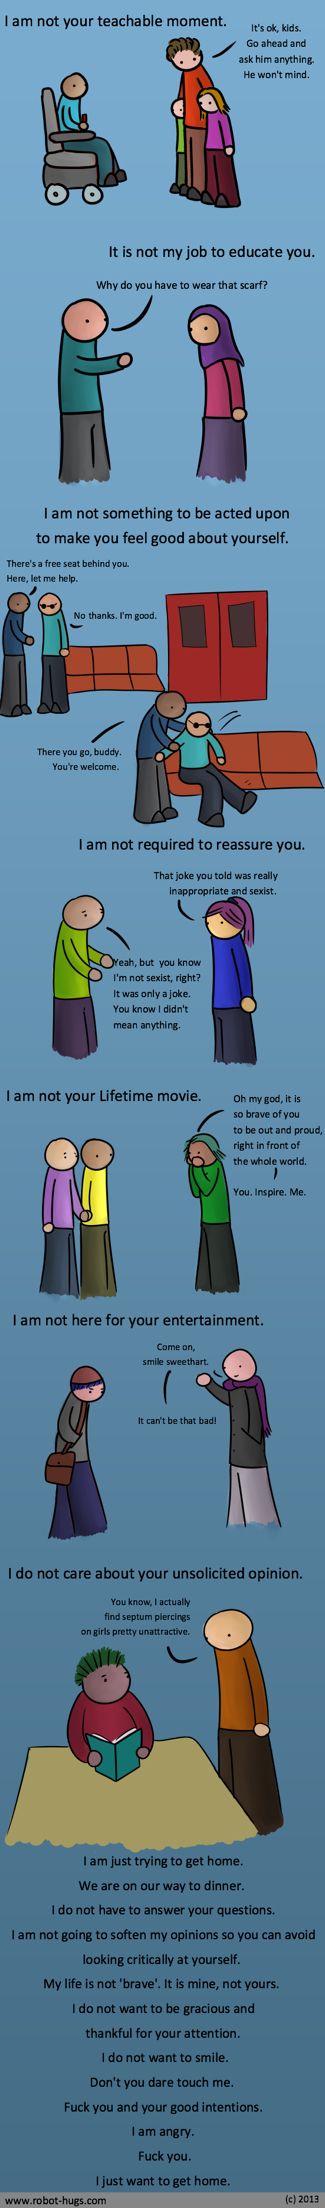 I am not your teachable moment.
It's ok, kids.
Go ahead and
ask him anything.
He won't mind.
It is not my job to educate you.
Why do you have to wear that scarf?
I am not something to be acted upon
to make you feel good about yourself.
There's a free seat behind you.
Here, let me help.
No thanks. I'm good.
There you go, buddy.
You're welcome.
I am not required to reassure you.
That joke you told was really
inappropriate and sexist.
Yeah, but you know
I'm not sexist, right?
It was only a joke.
You know I didn't
mean anything.
I am not your Lifetime movie.
Oh my god, it is
so brave of you
to be out and proud,
right in front of
the whole world.
You. Inspire. Me.
I am not here for your entertainment.
Come on,
smile sweethart.
It can't be that bad!
I do not care about your unsolicited opinion.
You know, I actually
find septum piercings
on girls pretty unattractive.
I am just trying to get home.
We are on our way to dinner.
I do not have to answer your questions.
I am not going to soften my opinions so you can avoid
looking critically at yourself.
My life is not 'brave'. It is mine, not yours.
I do not want to be gracious and
thankful for your attention.
I do not want to smile.
Don't you dare touch me.
Fuck you and your good intentions.
I am angry.
Fuck you.
I just want to get home.
www.robot-hugs.com
(c) 2013